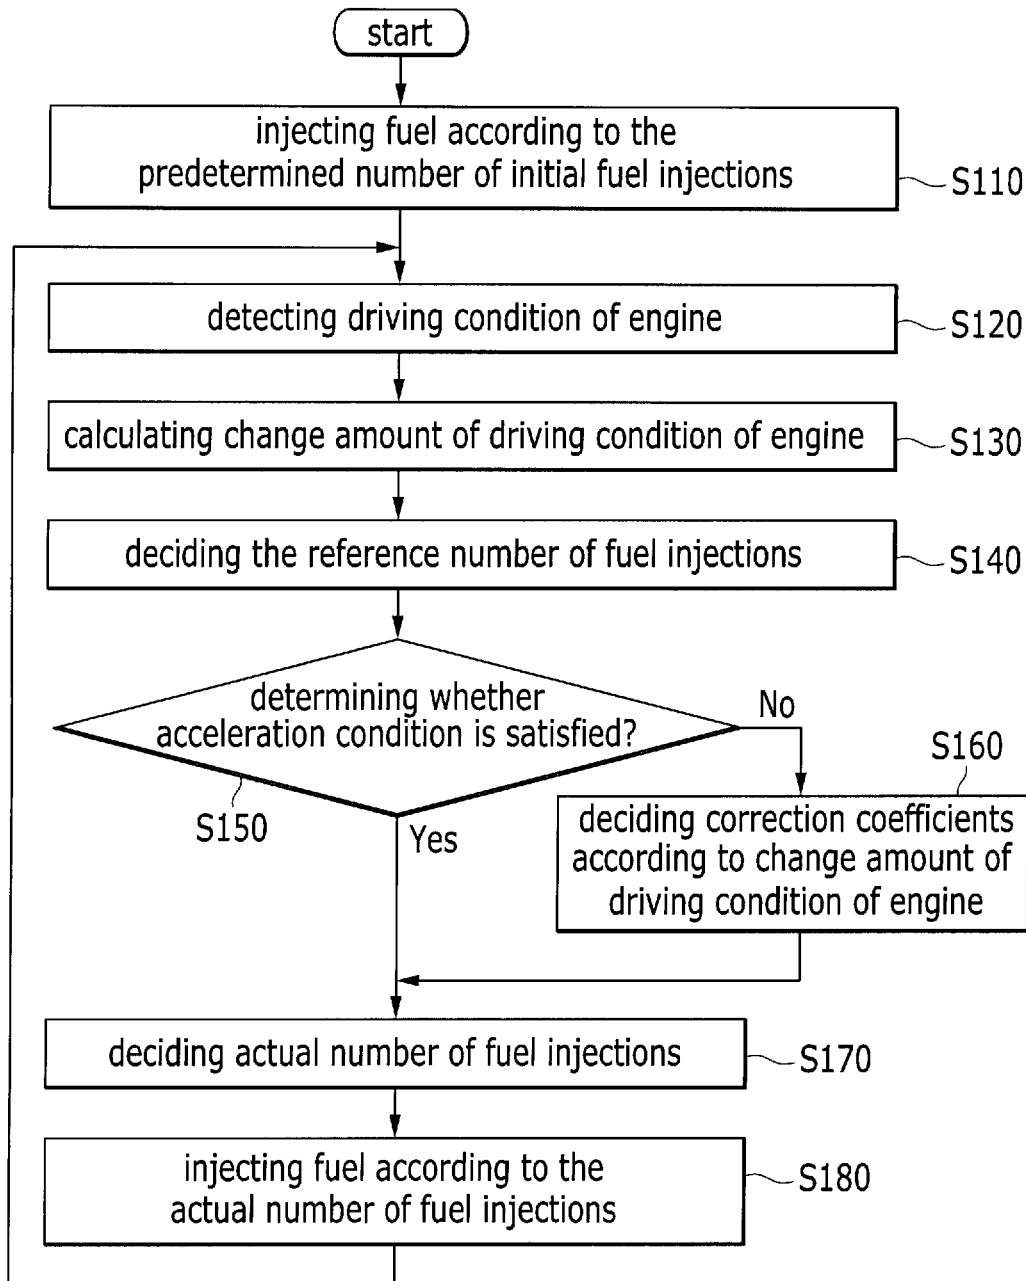 start
injecting fuel according to the
predetermined number of initial fuel injections
S110
detecting driving condition of engine
S120
calculating change amount of driving condition of engine
S130
deciding the reference number of fuel injections
S140
determining whether
acceleration condition is satisfied?
No
S150
Yes
S160
deciding correction coefficients
according to change amount of
driving condition of engine
deciding actual number of fuel injections
S170
injecting fuel according to the
actual number of fuel injections
S180